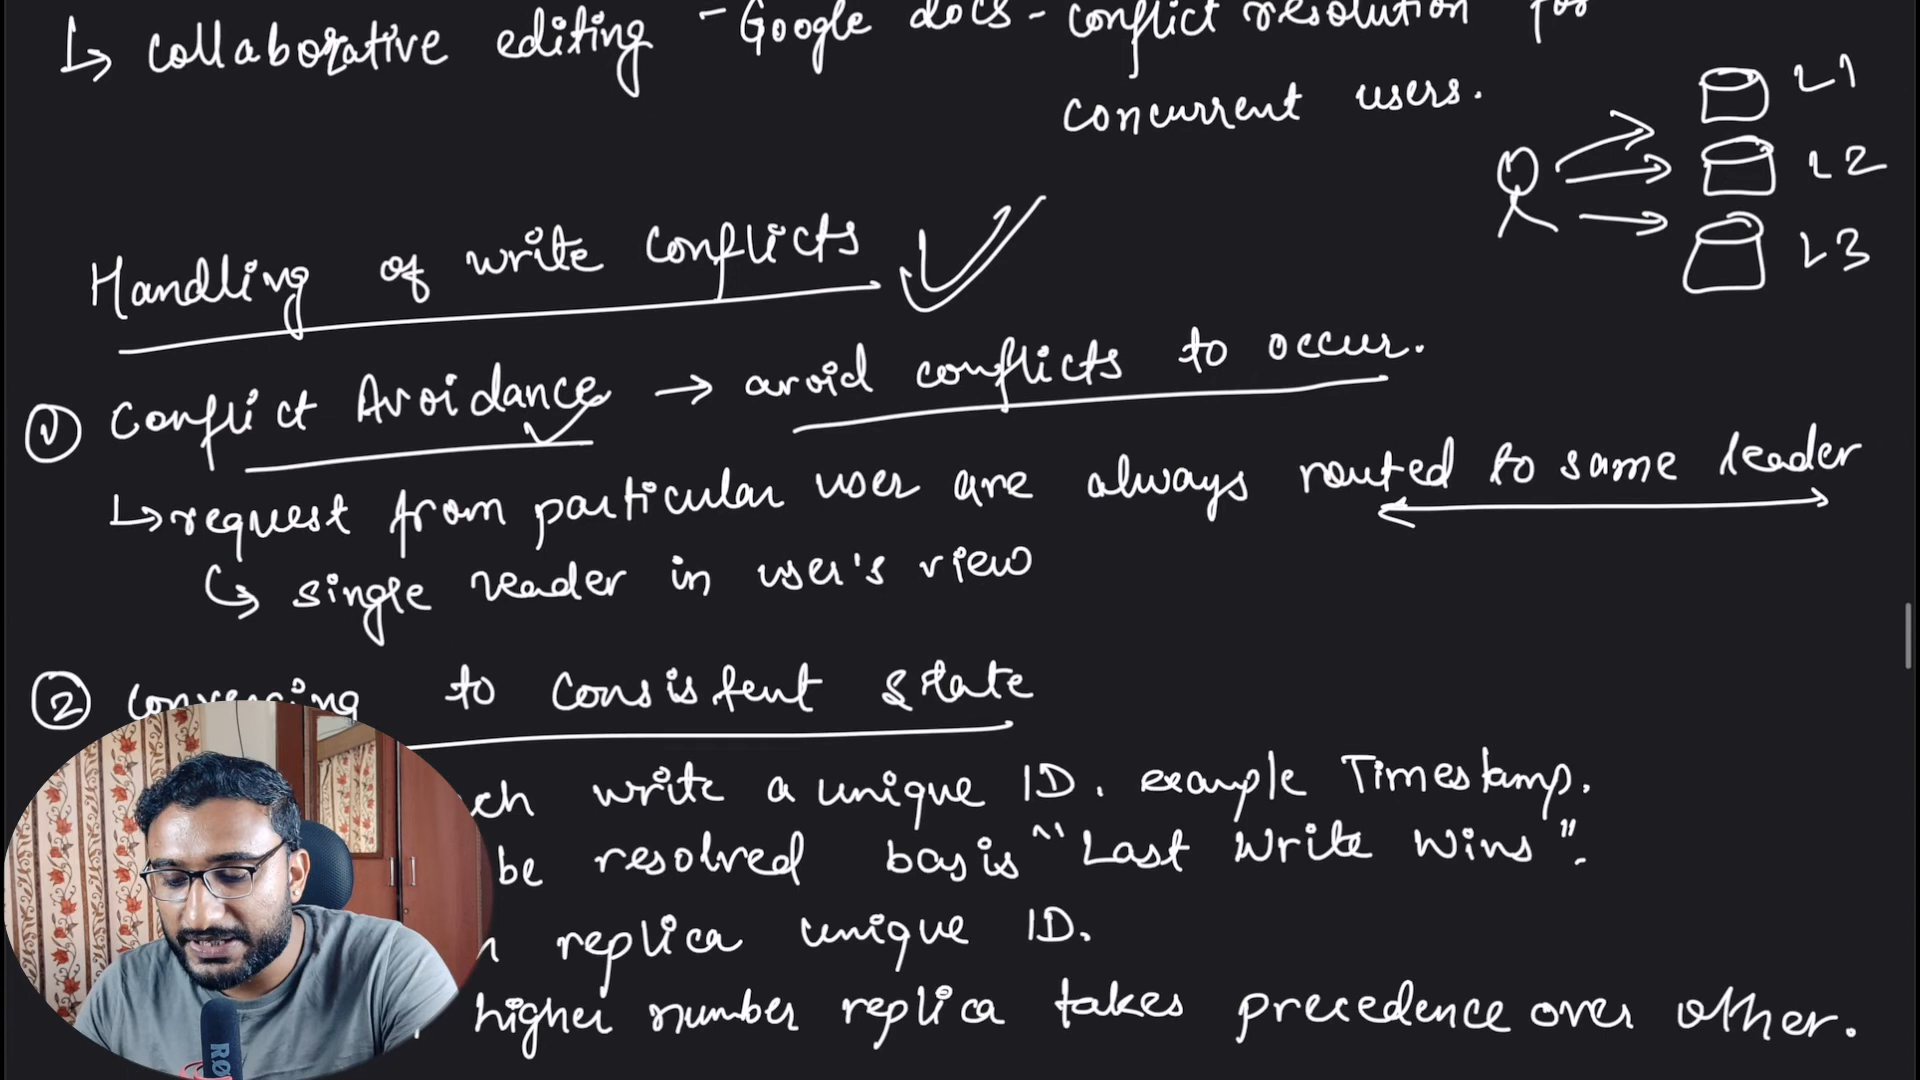 ↳ collaborative editing - Google docs - conflict resolution for
concurrent users.
L1
L2
L3
Handling of write conflicts
① Conflict Avoidance → avoid conflicts to occur.
↳ request from particular user are always routed to same leader
↳ single leader in user's view
② converging to consistent state
write a unique ID. example Timestamp.
be resolved basis "Last Write Wins".
replica unique ID.
higher number replica takes precedence over other.